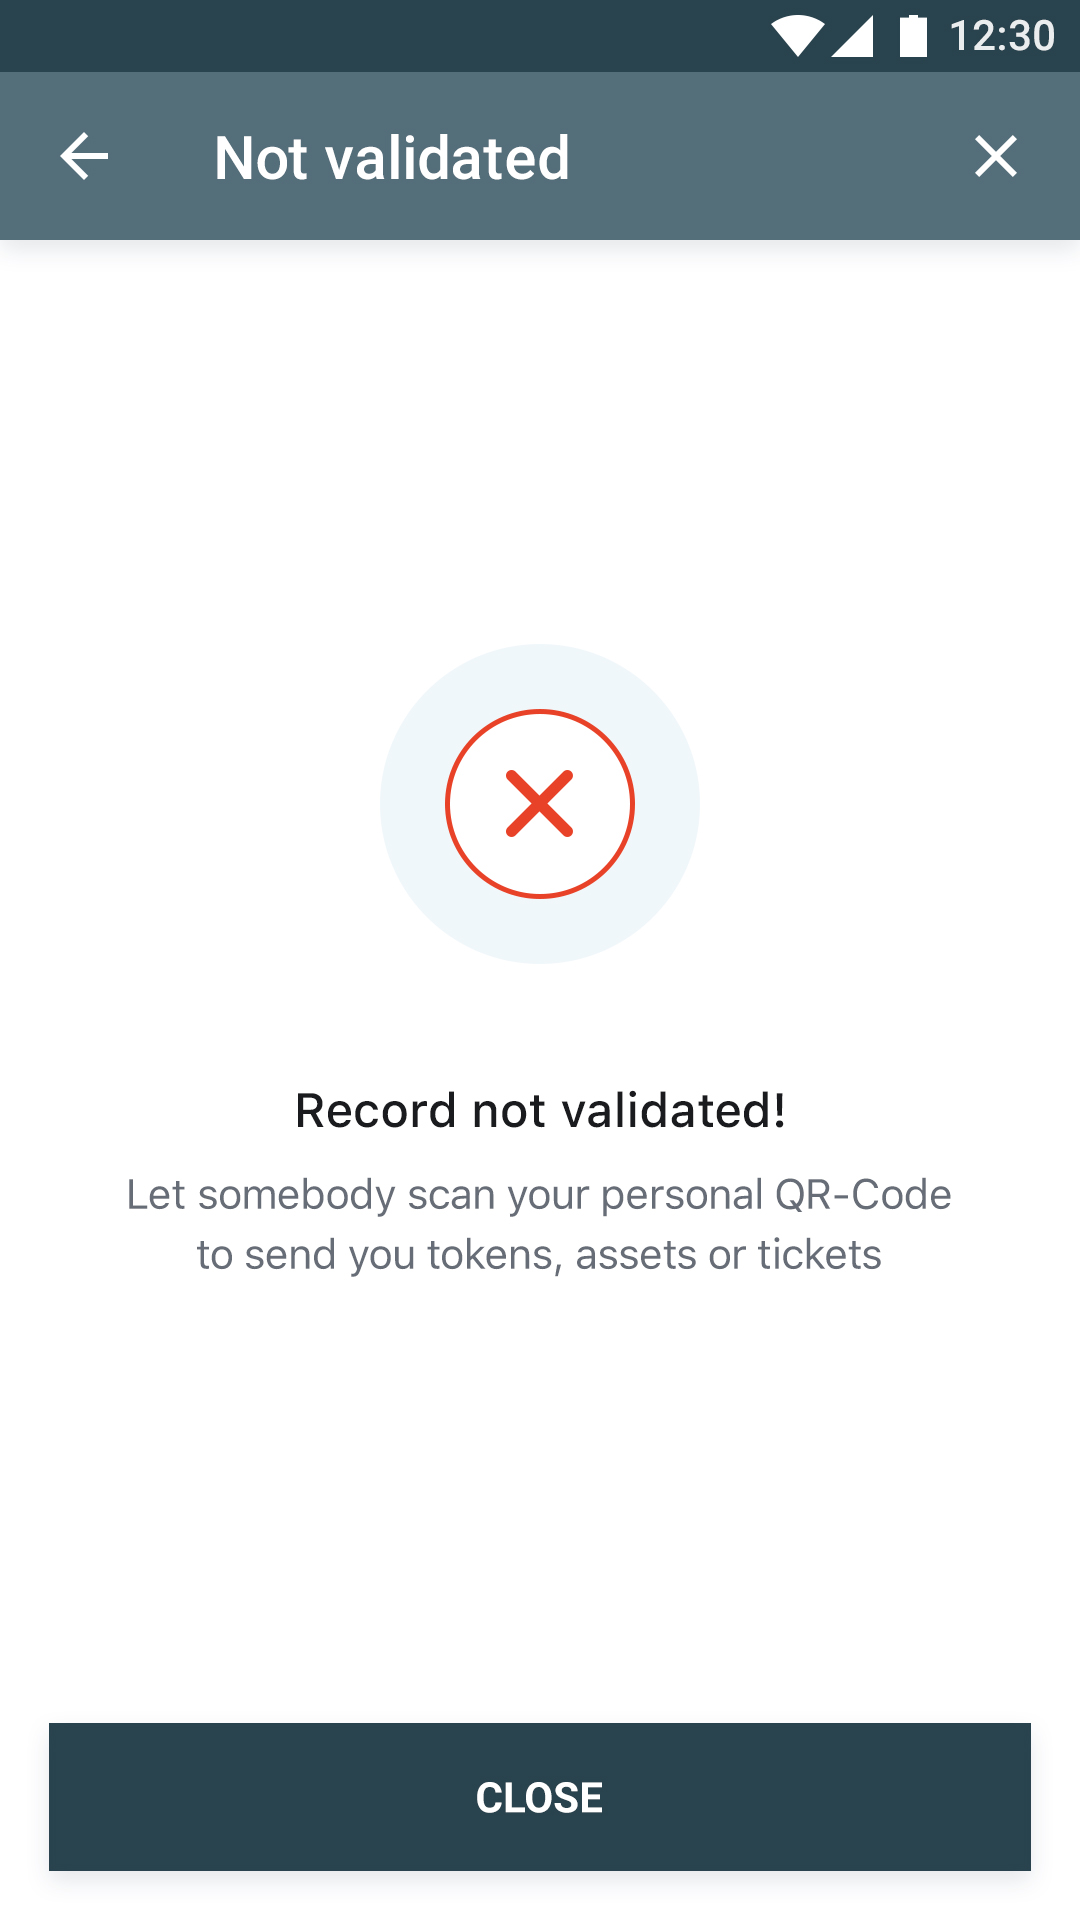 12:30
Not validated
Record not validated!
Let somebody scan your personal QR-Code
to send you tokens, assets or tickets
CLOSE